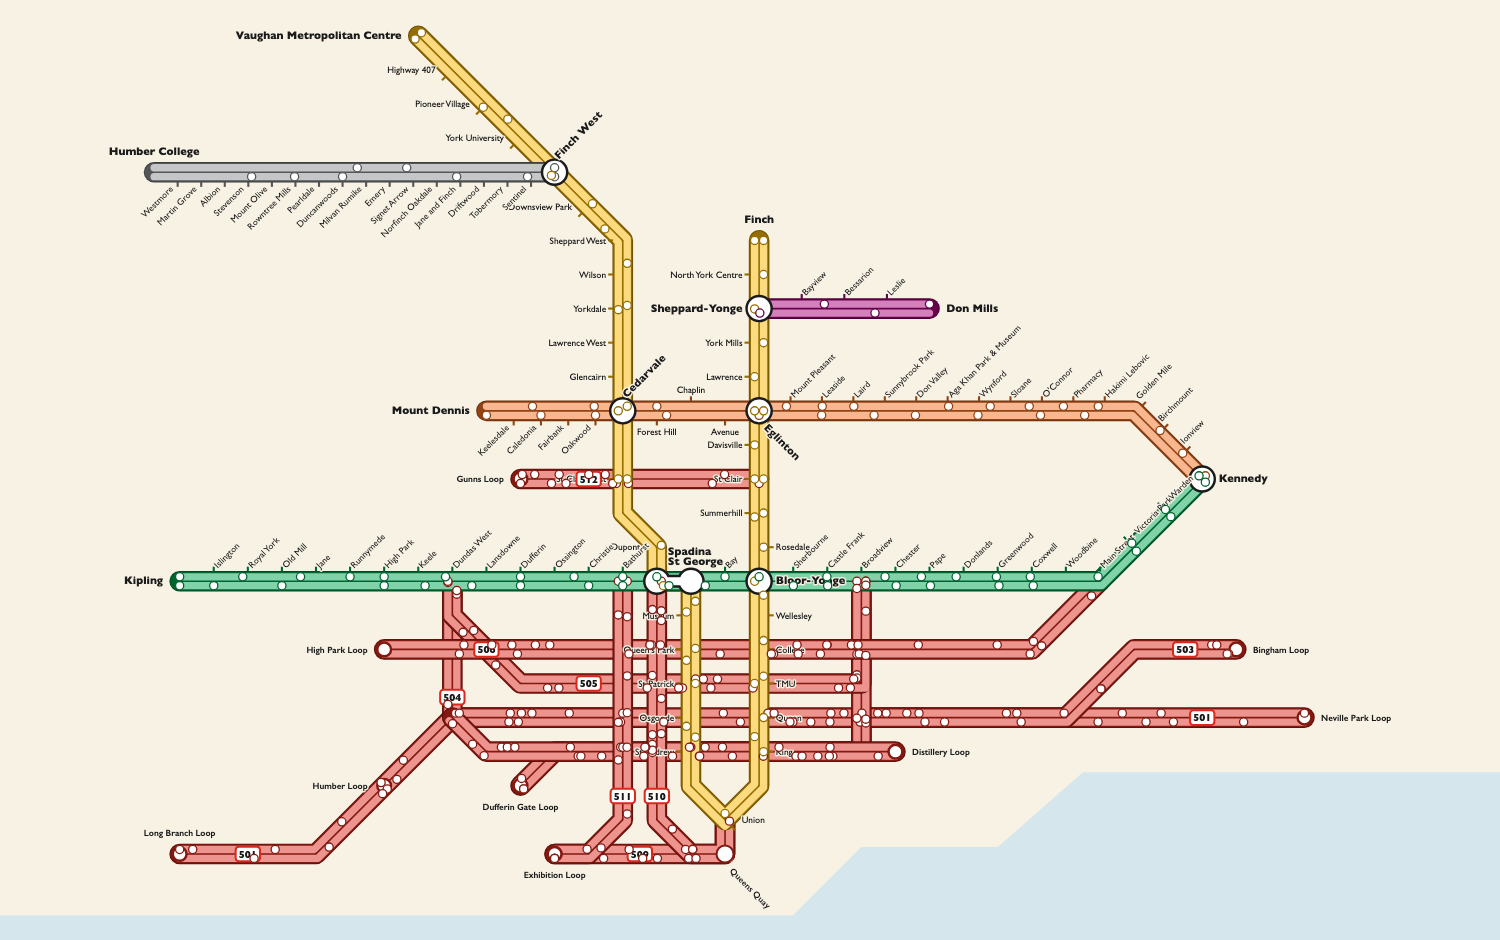 Vaughan Metropolitan Centre
Highway 407
Pioneer Village
York University
Finch West
Humber College
Westmore
Martin Grove
Albion
Stevenson
Mount Olive
Rowntree Mills
Pearldale
Duncanwoods
Milvan Rumike
Emery
Signet Arrow
Norfinch Oakdale
Jane and Finch
Driftwood
Tobermory
Sentinel
Downsview Park
Sheppard West
Wilson
Yorkdale
Lawrence West
Glencairn
Cedarvale
Finch
North York Centre
Sheppard-Yonge
Bayview
Bessarion
Leslie
Don Mills
York Mills
Lawrence
Mount Dennis
Keelesdale
Caledonia
Fairbank
Oakwood
Chaplin
Forest Hill
Avenue
Eglinton
Mount Pleasant
Leaside
Laird
Sunnybrook Park
Don Valley
Aga Khan Park & Museum
Wynford
Sloane
O'Connor
Pharmacy
Hakimi Lebovic
Golden Mile
Birchmount
Ionview
Kennedy
Davisville
Gunns Loop
512
St Clair
Summerhill
Rosedale
Dupont
Spadina
St George
Kipling
Islington
Royal York
Old Mill
Jane
Runnymede
High Park
Keele
Dundas West
Lansdowne
Dufferin
Ossington
Christie
Bathurst
Bay
Bloor-Yonge
Sherbourne
Castle Frank
Broadview
Chester
Pape
Donlands
Greenwood
Coxwell
Woodbine
Main Street
Victoria Park
Warden
Museum
Wellesley
High Park Loop
506
Queen's Park
College
503
Bingham Loop
505
St Patrick
TMU
504
Osgoode
Queen
501
Neville Park Loop
St Andrew
King
Distillery Loop
Humber Loop
Dufferin Gate Loop
511
510
Union
Long Branch Loop
501
509
Exhibition Loop
Queens Quay